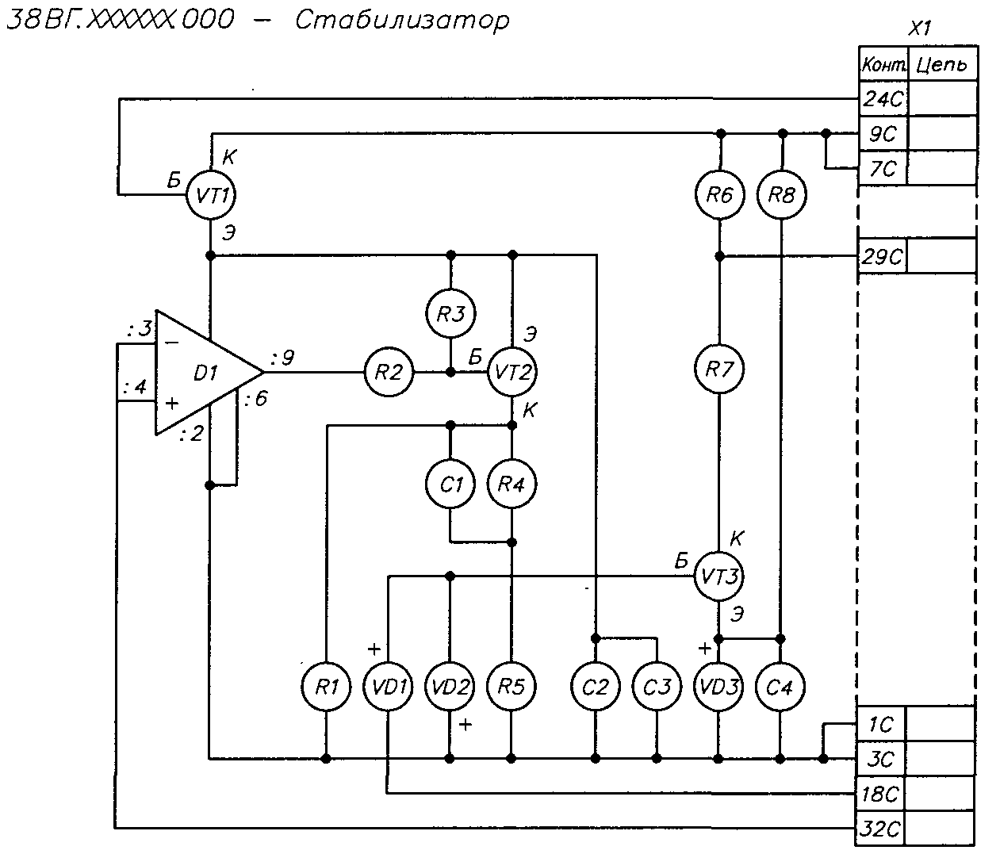 38ВГ.XXXXXX.000 – Стабилизатор
X1
Конт. Цепь
24С
9С
К
Б
7С
VT1
R6 R8
Э
29С
R3
:3
Э
–
:9
Б
D1
R2
VT2
R7
:4
+
:6
К
:2
C1 R4
К
Б
VT3
Э
+ +
R1 VD1 VD2 R5 C2 C3 VD3 C4
+
1С
3С
18С
32С